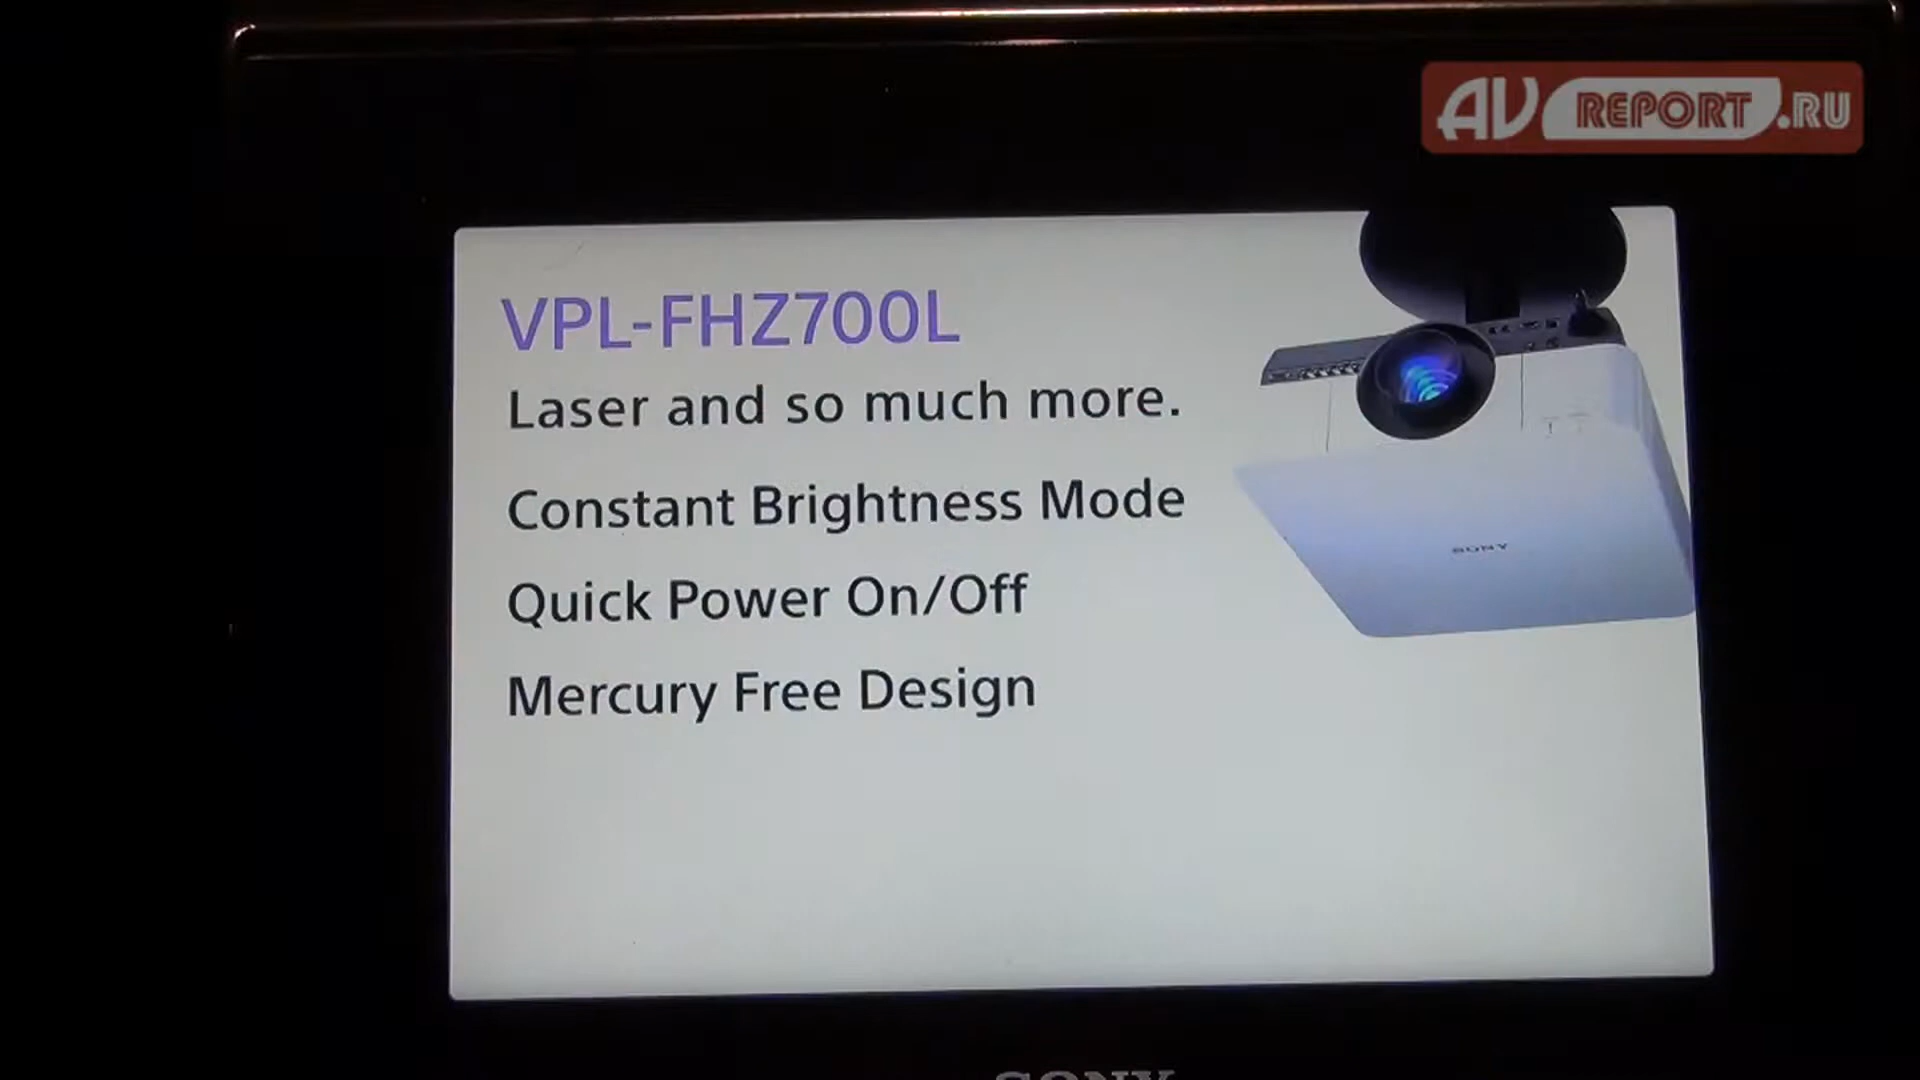 AV REPORT.RU
VPL-FHZ700L
Laser and so much more.
Constant Brightness Mode
Quick Power On/Off
Mercury Free Design
SONY
SONY